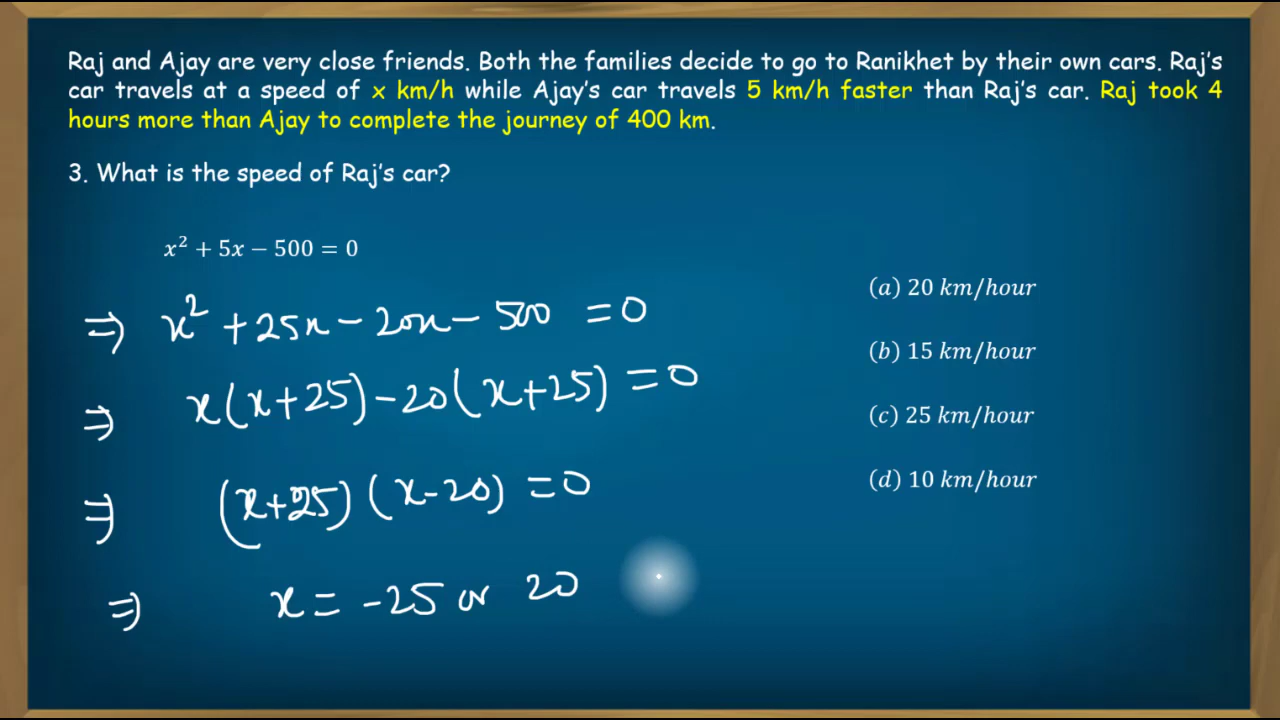 Raj and Ajay are very close friends. Both the families decide to go to Ranikhet by their own cars. Raj's
car travels at a speed of x km/h while Ajay's car travels 5 km/h faster than Raj's car. Raj took 4
hours more than Ajay to complete the journey of 400 km.
3. What is the speed of Raj's car?
x² + 5x − 500 = 0
(a) 20 km/hour
⇒ x² + 25x − 20x − 500 = 0
(b) 15 km/hour
⇒ x(x+25) − 20(x+25) = 0
(c) 25 km/hour
⇒ (x+25)(x−20) = 0
(d) 10 km/hour
⇒ x = −25 or 20